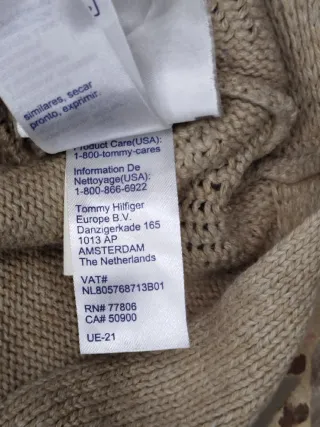 similares, secar
pronto, exprimir
Product Care(USA):
1-800-tommy-cares
Information De
Nettoyage(USA):
1-800-866-6922
Tommy Hilfiger
Europe B.V.
Danzigerkade 165
1013 AP
AMSTERDAM
The Netherlands
VAT#
NL805768713B01
RN# 77806
CA# 50900
UE-21